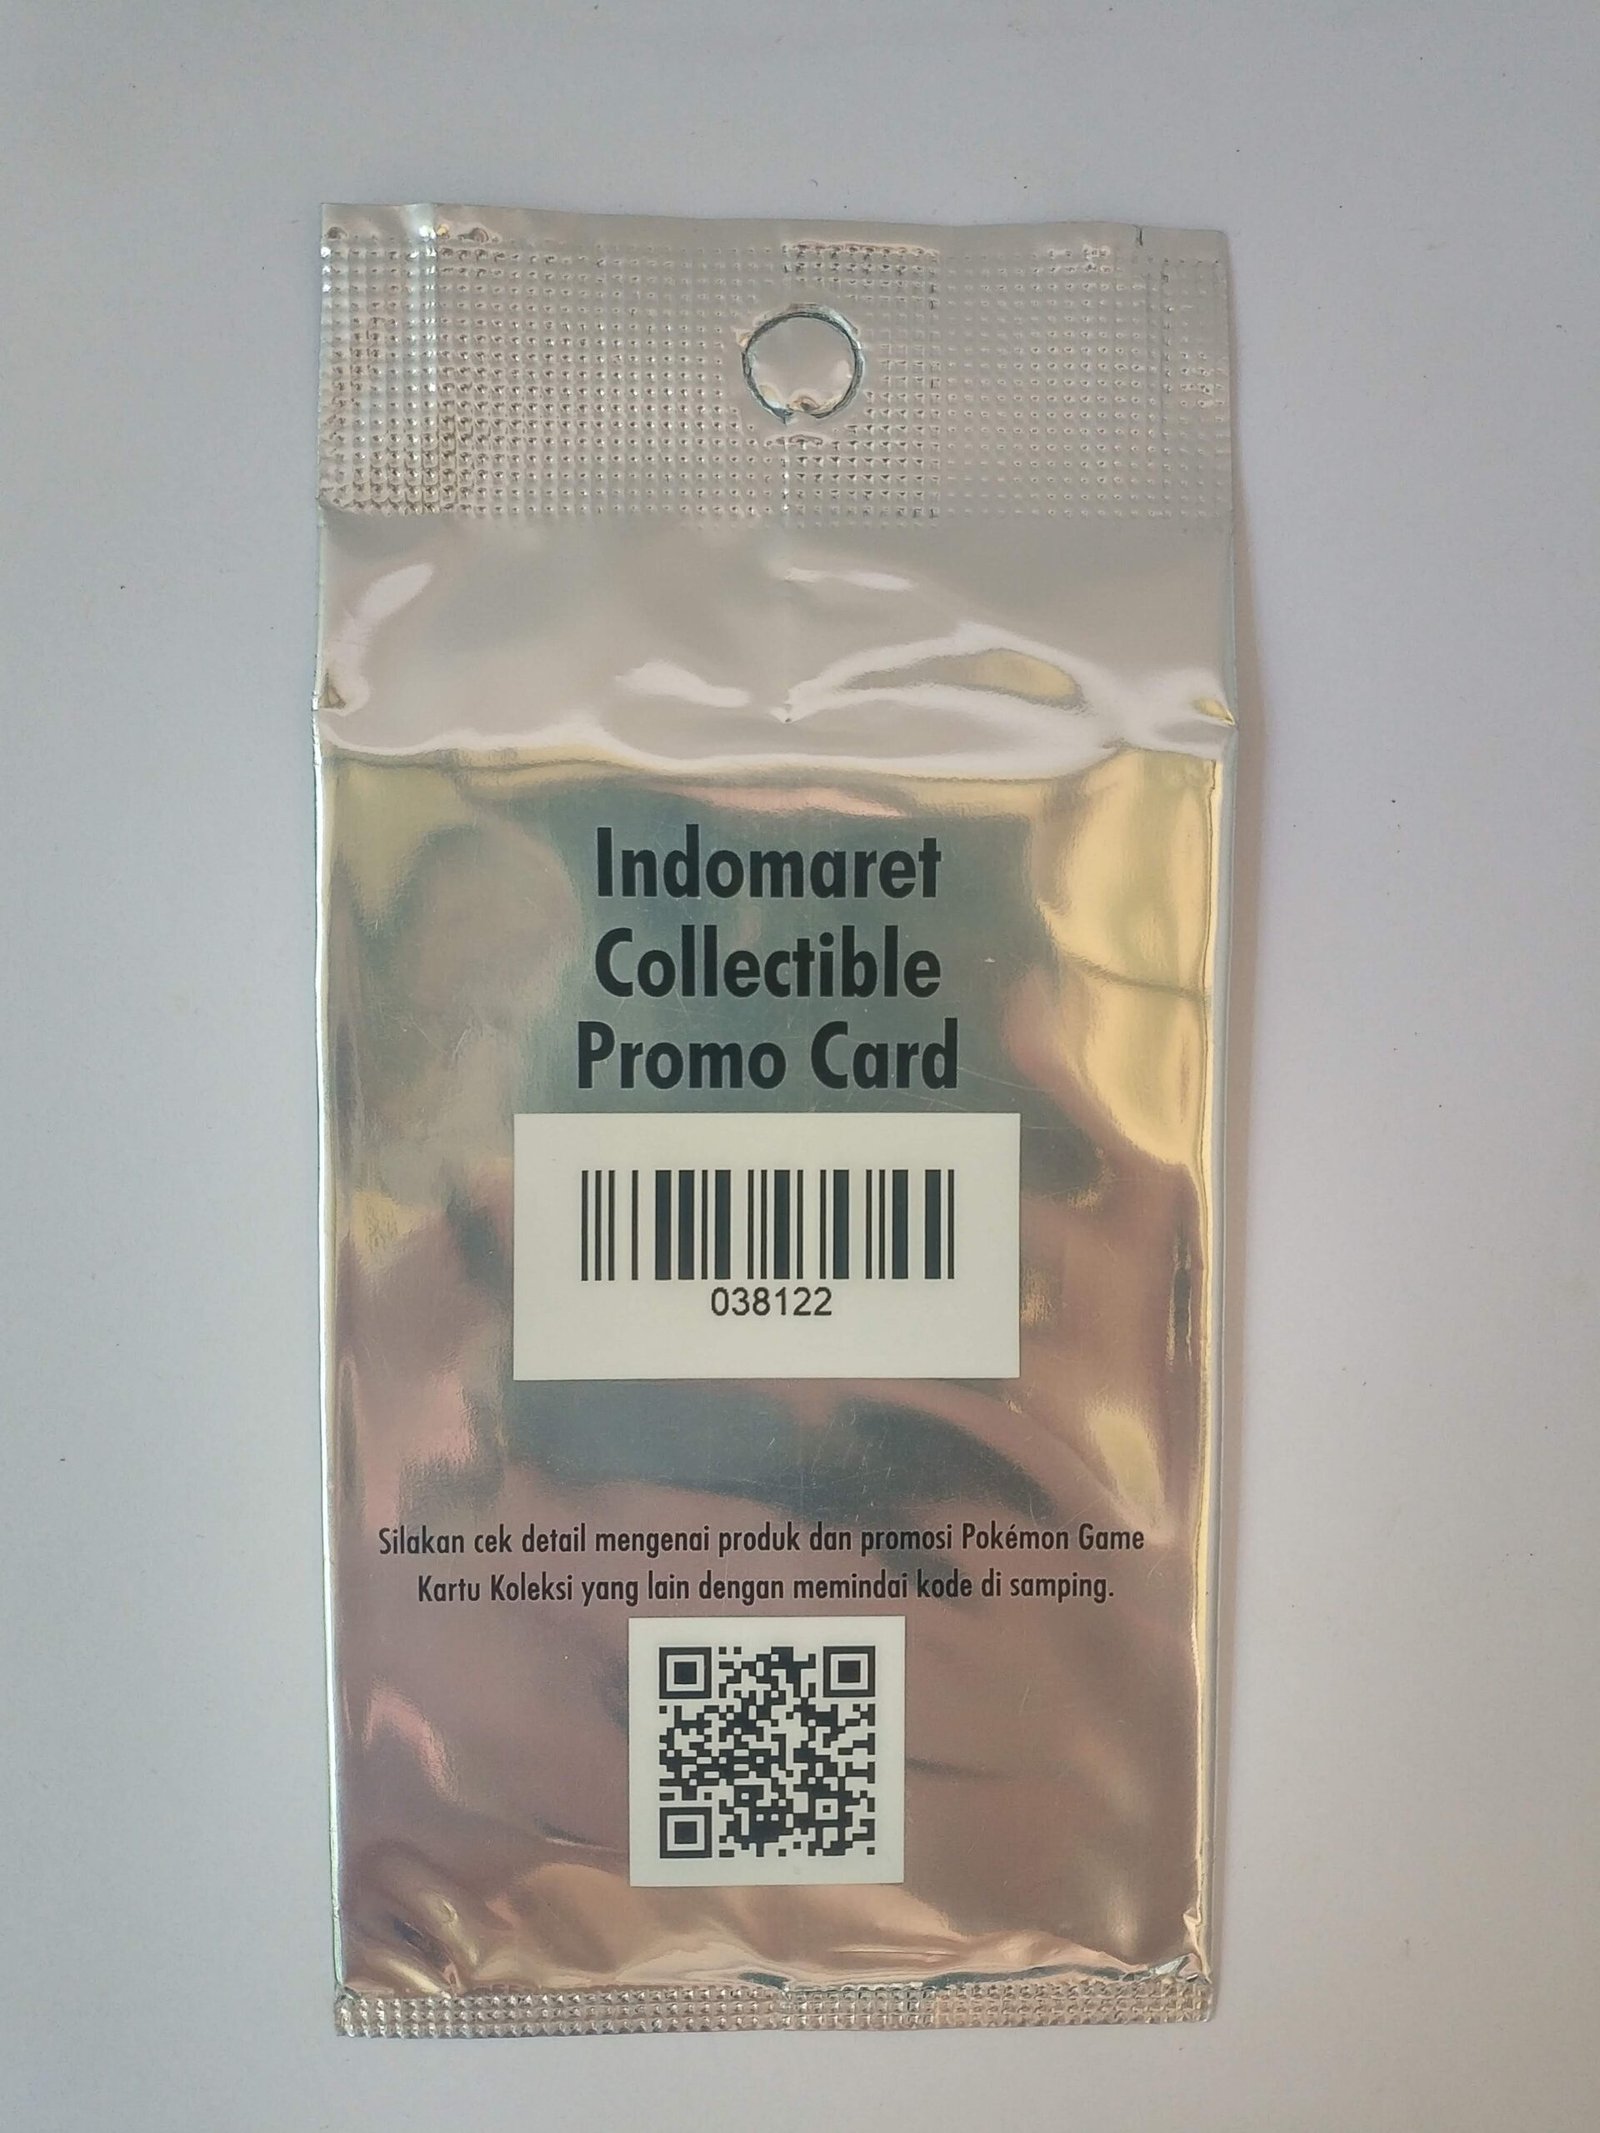 Indomaret
Collectible
Promo Card
038122
Silakan cek detail mengenai produk dan promosi Pokémon Game
Kartu Koleksi yang lain dengan memindai kode di samping.